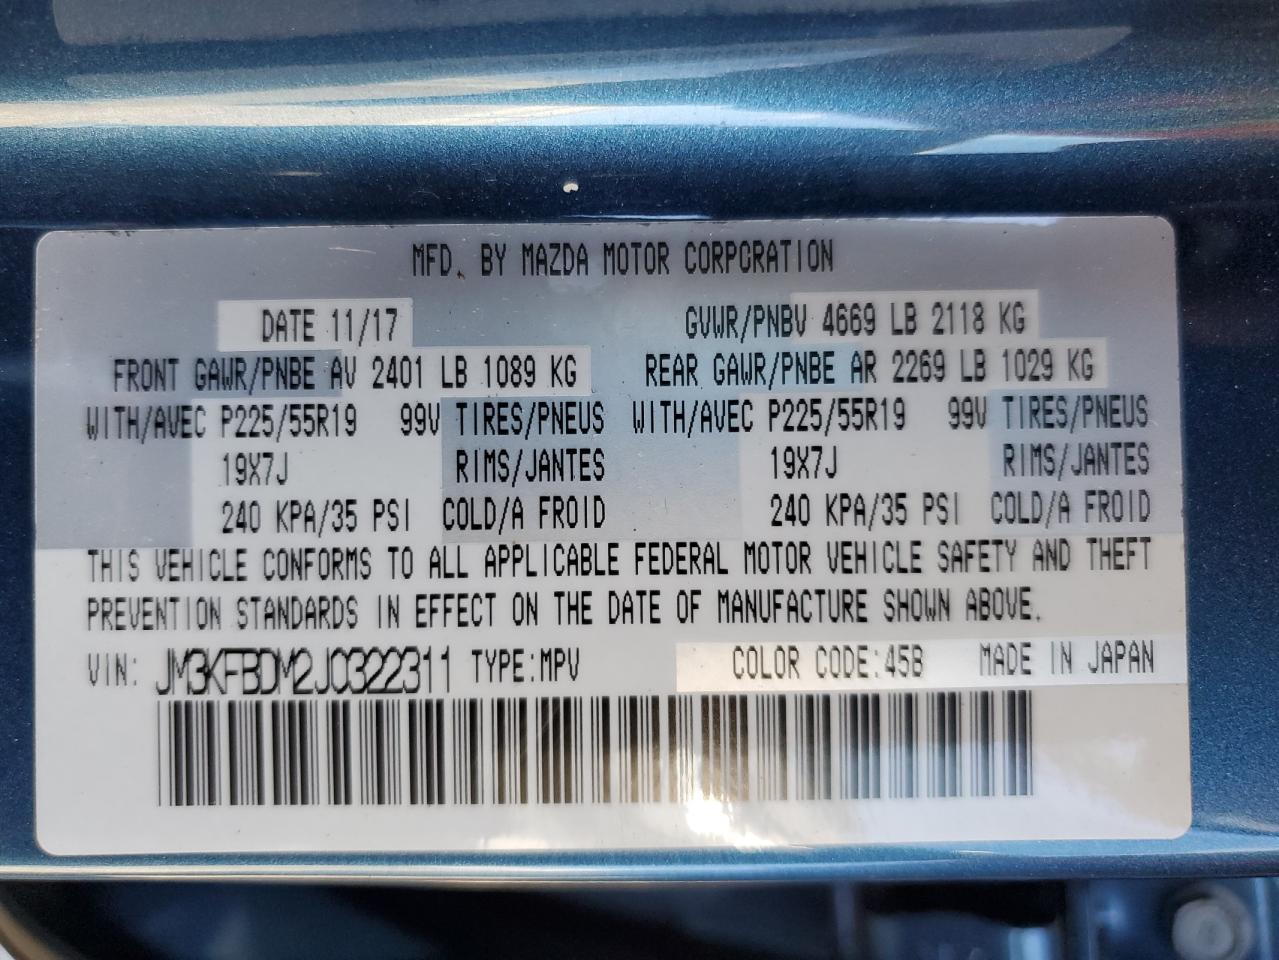 MFD. BY MAZDA MOTOR CORPORATION
DATE 11/17 GVWR/PNBV 4669 LB 2118 KG
FRONT GAWR/PNBE AV 2401 LB 1089 KG REAR GAWR/PNBE AR 2269 LB 1029 KG
WITH/AVEC P225/55R19 99V TIRES/PNEUS WITH/AVEC P225/55R19 99V TIRES/PNEUS
19X7J RIMS/JANTES 19X7J RIMS/JANTES
240 KPA/35 PSI COLD/A FROID 240 KPA/35 PSI COLD/A FROID
THIS VEHICLE CONFORMS TO ALL APPLICABLE FEDERAL MOTOR VEHICLE SAFETY AND THEFT
PREVENTION STANDARDS IN EFFECT ON THE DATE OF MANUFACTURE SHOWN ABOVE.
VIN: JM3KFBDM2J0322311 TYPE:MPV COLOR CODE:45B MADE IN JAPAN